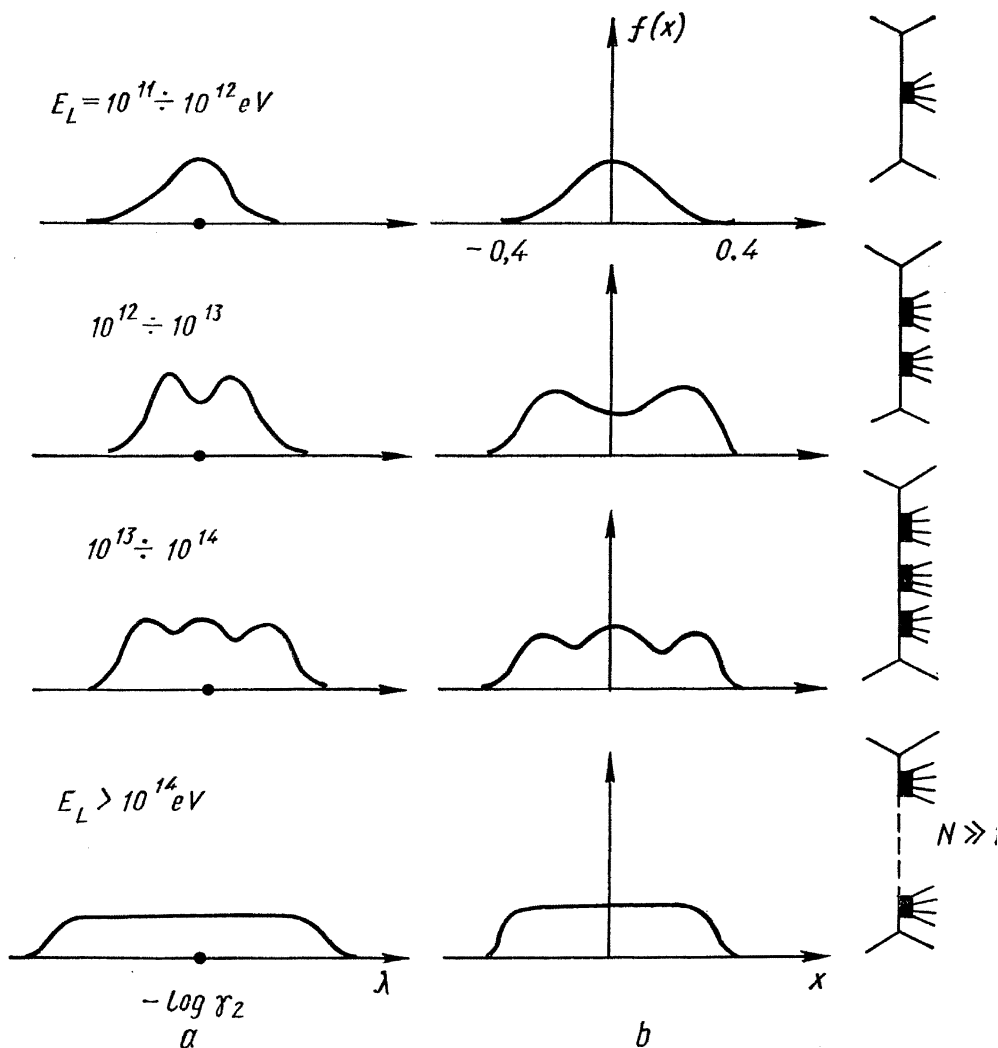 f(x)
E_L = 10^11 ÷ 10^12 eV
-0,4 0.4
10^12 ÷ 10^13
10^13 ÷ 10^14
E_L > 10^14 eV
N ≫ 1
λ x
-log γ_2
a b